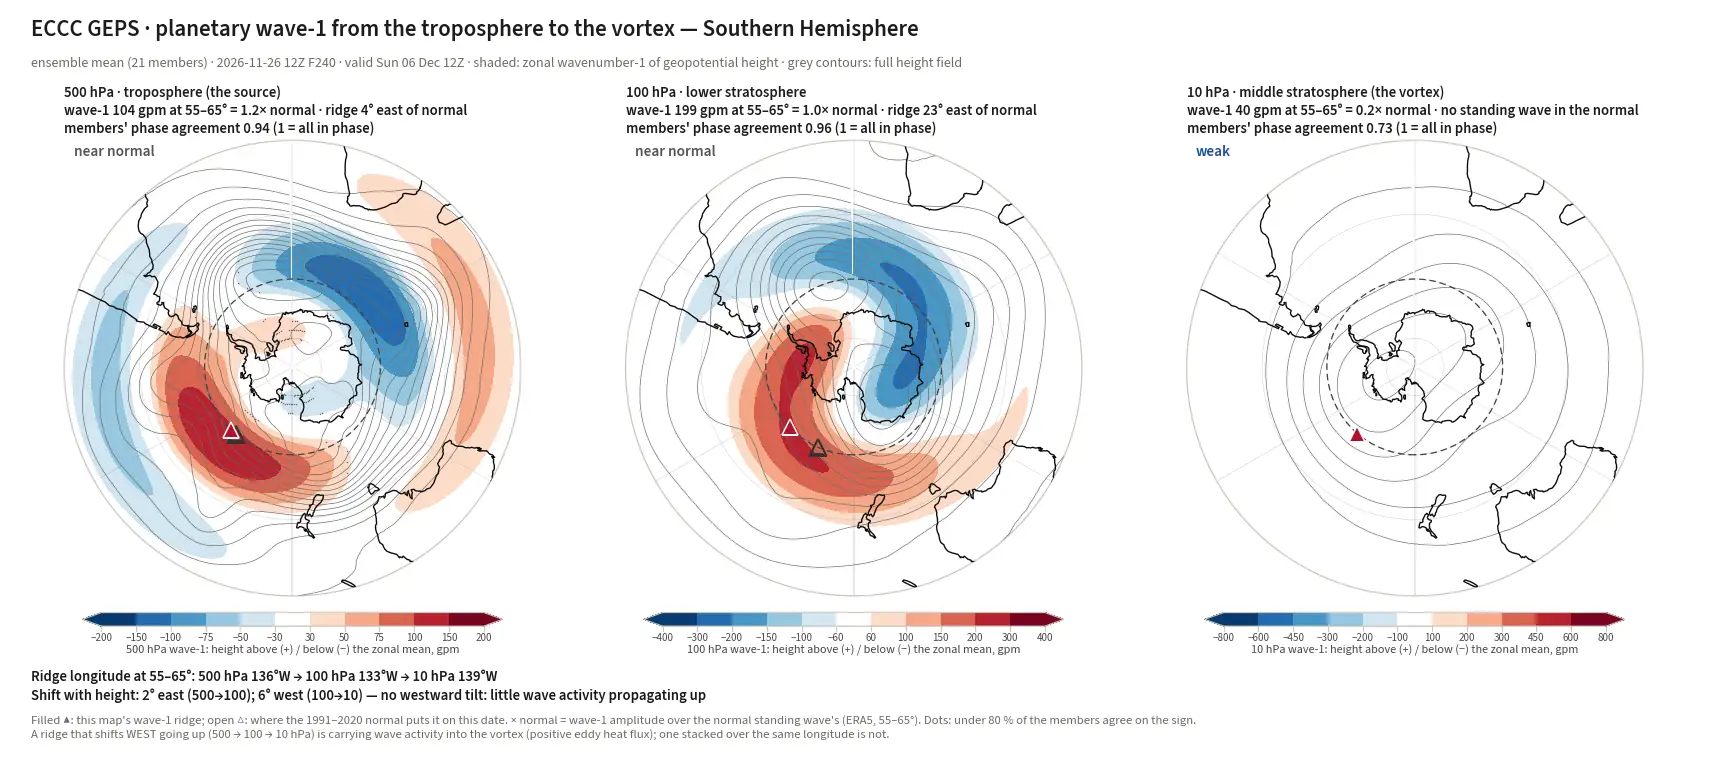 ECCC GEPS · planetary wave-1 from the troposphere to the vortex — Southern Hemisphere
ensemble mean (21 members) · 2026-11-26 12Z F240 · valid Sun 06 Dec 12Z · shaded: zonal wavenumber-1 of geopotential height · grey contours: full height field
500 hPa · troposphere (the source)
wave-1 104 gpm at 55–65° = 1.2× normal · ridge 4° east of normal
members' phase agreement 0.94 (1 = all in phase)
near normal
100 hPa · lower stratosphere
wave-1 199 gpm at 55–65° = 1.0× normal · ridge 23° east of normal
members' phase agreement 0.96 (1 = all in phase)
near normal
10 hPa · middle stratosphere (the vortex)
wave-1 40 gpm at 55–65° = 0.2× normal · no standing wave in the normal
members' phase agreement 0.73 (1 = all in phase)
weak
−200 −150 −100 −75 −50 −30 30 50 75 100 150 200
500 hPa wave-1: height above (+) / below (−) the zonal mean, gpm
−400 −300 −200 −150 −100 −60 60 100 150 200 300 400
100 hPa wave-1: height above (+) / below (−) the zonal mean, gpm
−800 −600 −450 −300 −200 −100 100 200 300 450 600 800
10 hPa wave-1: height above (+) / below (−) the zonal mean, gpm
Ridge longitude at 55–65°: 500 hPa 136°W → 100 hPa 133°W → 10 hPa 139°W
Shift with height: 2° east (500→100); 6° west (100→10) — no westward tilt: little wave activity propagating up
Filled ▲: this map's wave-1 ridge; open △: where the 1991–2020 normal puts it on this date. × normal = wave-1 amplitude over the normal standing wave's (ERA5, 55–65°). Dots: under 80 % of the members agree on the sign.
A ridge that shifts WEST going up (500 → 100 → 10 hPa) is carrying wave activity into the vortex (positive eddy heat flux); one stacked over the same longitude is not.